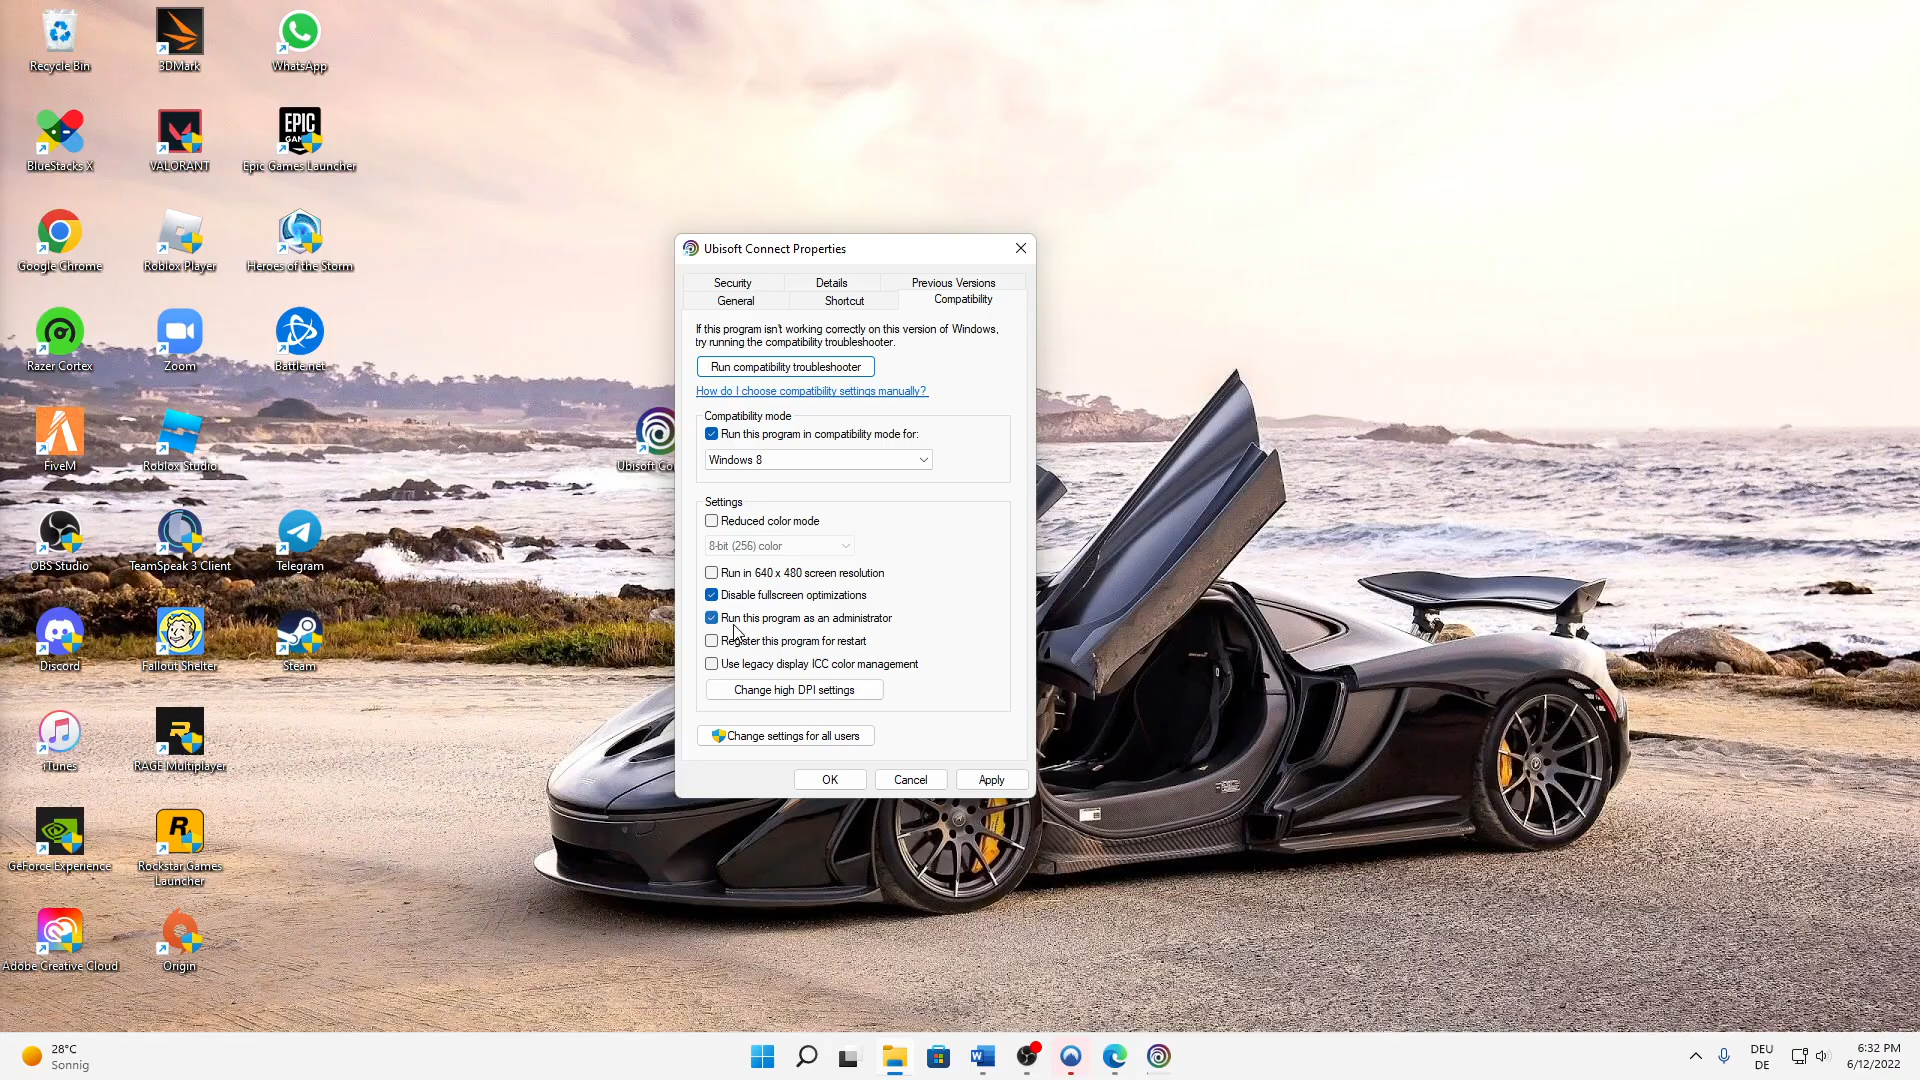 Recycle Bin
3DMark
WhatsApp
BlueStacks X
VALORANT
EPIC
Epic Games Launcher
Google Chrome
Roblox Player
Heroes of the Storm
Razer Cortex
Zoom
Battle.net
FiveM
Roblox Studio
Ubisoft Co
OBS Studio
TeamSpeak 3 Client
Telegram
Discord
Fallout Shelter
Steam
iTunes
RAGE Multiplayer
GeForce Experience
Rockstar Games
Launcher
Adobe Creative Cloud
Origin
Ubisoft Connect Properties
Security
Details
Previous Versions
General
Shortcut
Compatibility
If this program isn't working correctly on this version of Windows,
try running the compatibility troubleshooter.
Run compatibility troubleshooter
How do I choose compatibility settings manually?
Compatibility mode
Run this program in compatibility mode for:
Windows 8
Settings
Reduced color mode
8-bit (256) color
Run in 640 x 480 screen resolution
Disable fullscreen optimizations
Run this program as an administrator
Register this program for restart
Use legacy display ICC color management
Change high DPI settings
Change settings for all users
OK
Cancel
Apply
28°C
Sonnig
DEU
DE
6:32 PM
6/12/2022